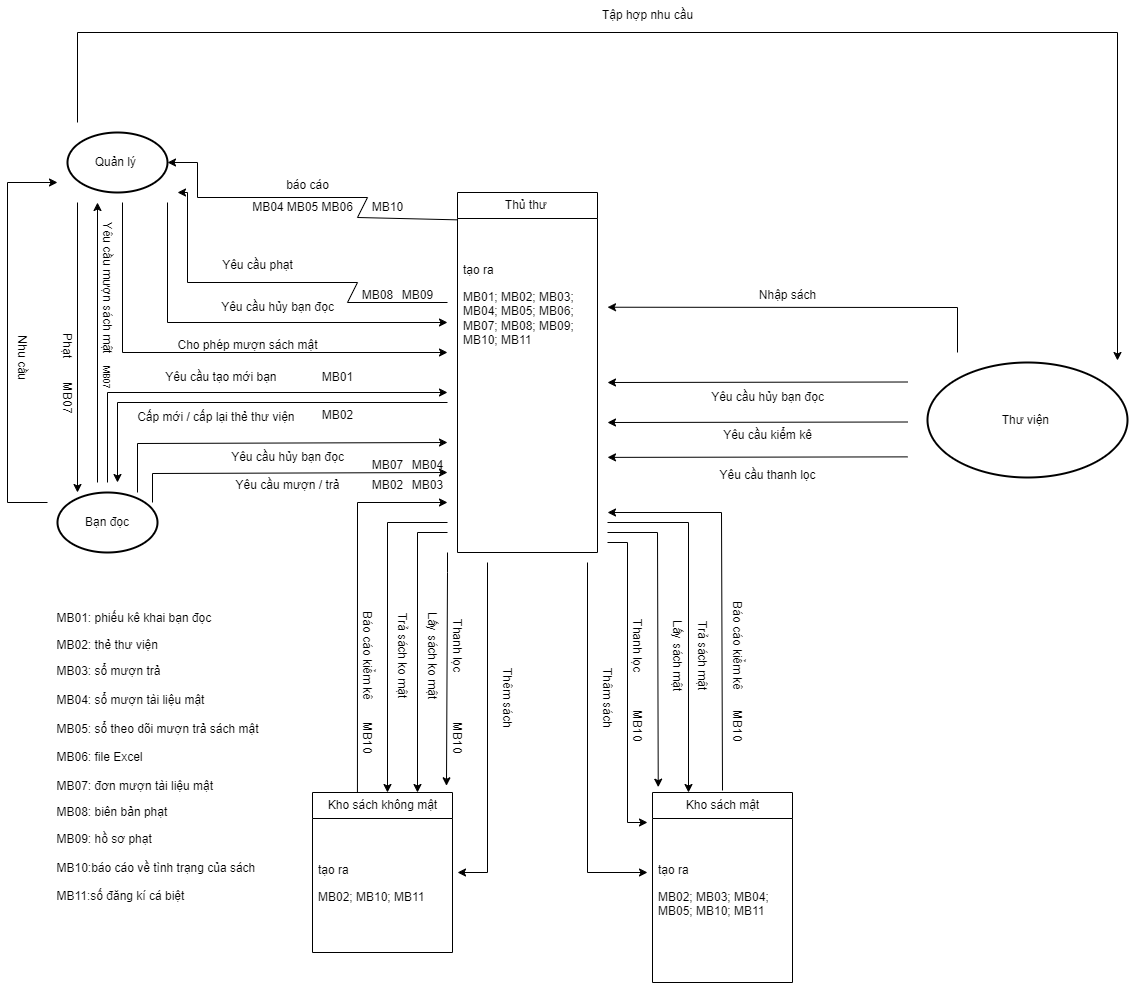 Tập hợp nhu cầu
Quản lý
báo cáo
MB04 MB05 MB06
MB10
Thủ thư
tạo ra
MB01; MB02; MB03;
MB04; MB05; MB06;
MB07; MB08; MB09;
MB10; MB11
Yêu cầu phạt
MB08 MB09
Yêu cầu hủy bạn đọc
Cho phép mượn sách mật
Yêu cầu tạo mới bạn
MB01
Cấp mới / cấp lại thẻ thư viện
MB02
Yêu cầu hủy bạn đọc
MB07 MB04
Yêu cầu mượn / trả
MB02 MB03
Nhu cầu
Phạt
MB07
Yêu cầu mượn sách mật
MB07
Bạn đọc
Nhập sách
Yêu cầu hủy bạn đọc
Yêu cầu kiểm kê
Yêu cầu thanh lọc
Thư viện
Báo cáo kiểm kê
MB10
Trả sách ko mật
Lấy sách ko mật
Thanh lọc
MB10
Thêm sách
Thâm sách
Thanh lọc
MB10
Lấy sách mật
Trả sách mật
Báo cáo kiểm kê
MB10
MB01: phiếu kê khai bạn đọc
MB02: thẻ thư viện
MB03: sổ mượn trả
MB04: sổ mượn tài liệu mật
MB05: sổ theo dõi mượn trả sách mật
MB06: file Excel
MB07: đơn mượn tài liệu mật
MB08: biên bản phạt
MB09: hồ sơ phạt
MB10:báo cáo về tình trạng của sách
MB11:số đăng kí cá biệt
Kho sách không mật
tạo ra
MB02; MB10; MB11
Kho sách mật
tạo ra
MB02; MB03; MB04;
MB05; MB10; MB11